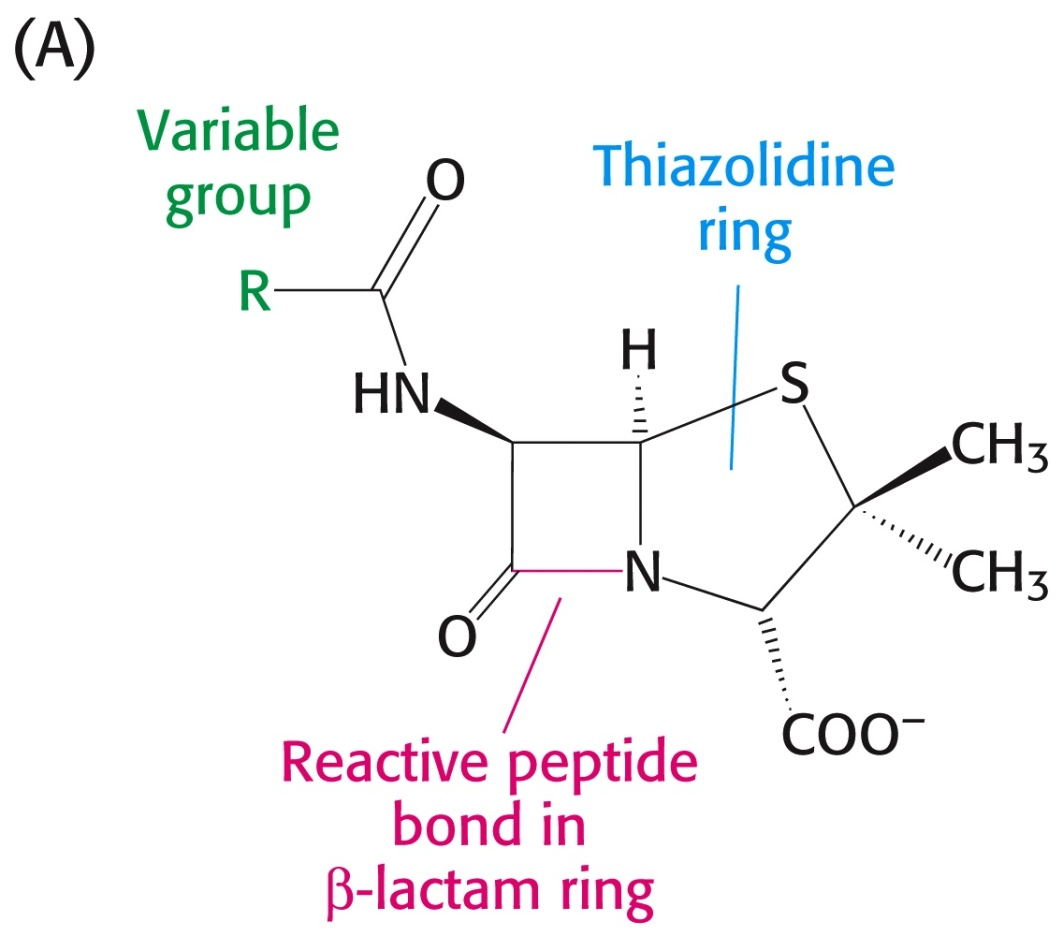 (A)
Variable
group
Thiazolidine
ring
O
R
H
HN
S
CH₃
N
CH₃
O
COO⁻
Reactive peptide
bond in
β-lactam ring